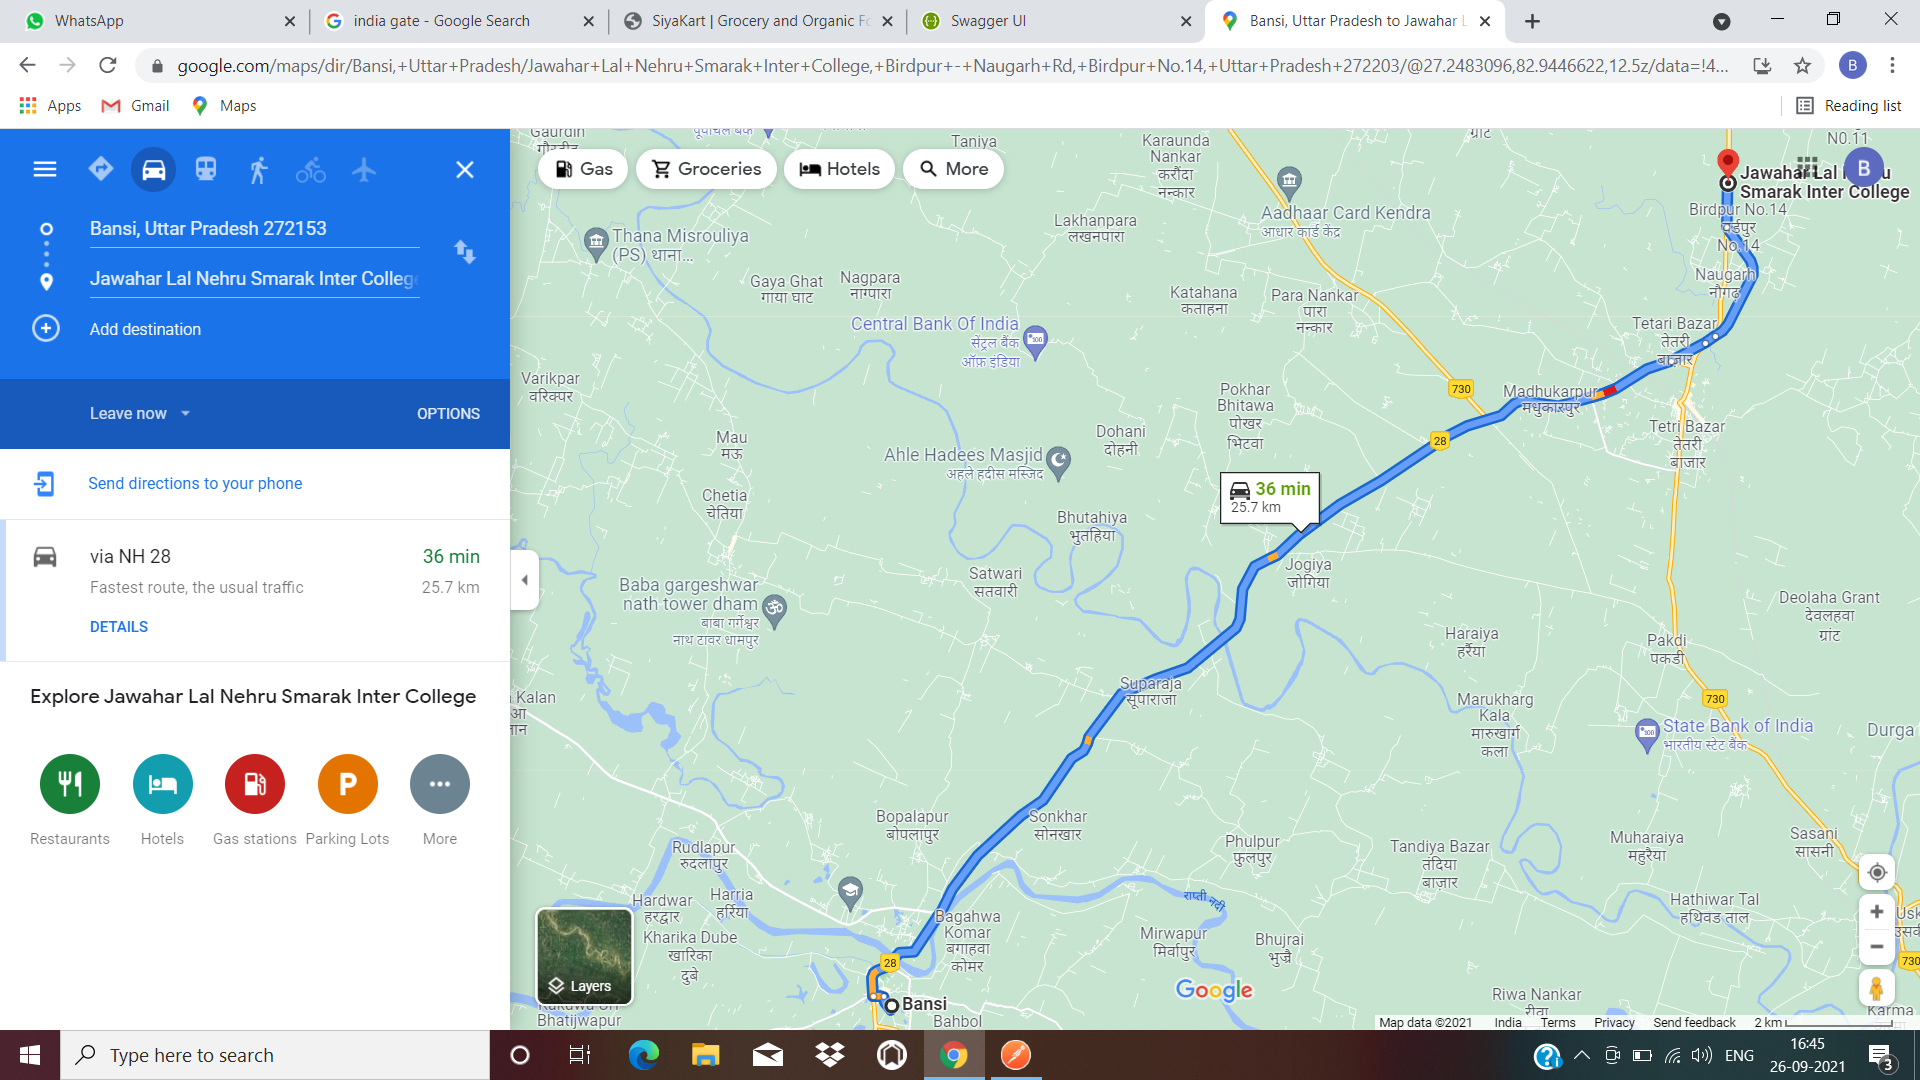 WhatsApp
india gate - Google Search
SiyaKart | Grocery and Organic Fo
Swagger UI
Bansi, Uttar Pradesh to Jawahar L
google.com/maps/dir/Bansi,+Uttar+Pradesh/Jawahar+Lal+Nehru+Smarak+Inter+College,+Birdpur+-+Naugarh+Rd,+Birdpur+No.14,+Uttar+Pradesh+272203/@27.2483096,82.9446622,12.5z/data=!4...
B
Apps
Gmail
Maps
Reading list
Bansi, Uttar Pradesh 272153
Jawahar Lal Nehru Smarak Inter College
Add destination
Leave now
OPTIONS
Send directions to your phone
via NH 28
36 min
Fastest route, the usual traffic
25.7 km
DETAILS
Explore Jawahar Lal Nehru Smarak Inter College
Restaurants
Hotels
Gas stations
P
Parking Lots
More
Gas
Groceries
Hotels
More
Taniya
Karaunda
Nankar
करौंदा
नन्कार
ग्रांट
N0.11
B
Smarak Inter College
Birdpur No.14
No.14
Naugarh
नौगढ़
Aadhaar Card Kendra
आधार कार्ड केंद्र
Lakhanpara
लखनपारा
Thana Misrouliya
(PS) थाना...
Gaya Ghat
गाया घाट
Nagpara
नाग्पारा
Katahana
कताहना
Para Nankar
पारा
नन्कार
Central Bank Of India
सेंट्रल बैंक
ऑफ़ इंडिया
Tetari Bazar
तेतरी
बाज़ार
Varikpar
वरिक्पर
Pokhar
Bhitawa
पोखर
भिटवा
730
Madhukarpur
मधुकारपुर
Tetri Bazar
तेतरी
बाजार
Mau
मऊ
Dohani
दोहनी
28
Ahle Hadees Masjid
अहले हदीस मस्जिद
Chetia
चेतिया
36 min
25.7 km
Bhutahiya
भुतहिया
Jogiya
जोगिया
Satwari
सतवारी
Baba gargeshwar
nath tower dham
बाबा गर्गेश्वर
नाथ टावर धामपुर
Deolaha Grant
देवलहवा
ग्रांट
Haraiya
हर्रैया
Pakdi
पकडी
Suparaja
सूपाराजा
Kalan
Marukharg
Kala
मारुखार्ग
कला
730
State Bank of India
भारतीय स्टेट बैंक
Durga
Bopalapur
बोपलापुर
Sonkhar
सोनखार
Phulpur
फुलपुर
Tandiya Bazar
तंदिया
बाज़ार
Muharaiya
महुरैया
Sasani
सासनी
Rudlapur
रुदलापुर
Hardwar
हरद्वार
Harria
हर्रिया
राप्ती नदी
Hathiwar Tal
हथिवड ताल
Bagahwa
Komar
बगाहवा
कोमर
Kharika Dube
खारिका
दुबे
Mirwapur
मिर्वापुर
Bhujrai
भुज्रै
28
730
Layers
Bansi
Google
Riwa Nankar
Karma
Bhatijwapur
Bahbol
Map data ©2021
India
Terms
Privacy
Send feedback
2 km
Type here to search
ENG
16:45
26-09-2021
3